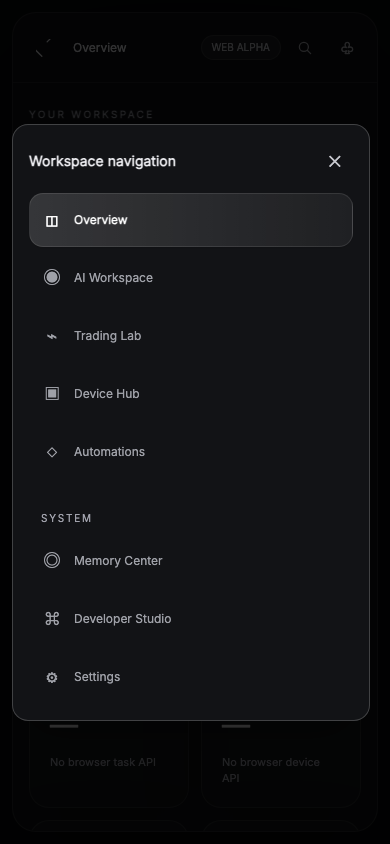 Overview
WEB ALPHA
YOUR WORKSPACE
Workspace navigation
Overview
AI Workspace
Trading Lab
Device Hub
Automations
SYSTEM
Memory Center
Developer Studio
Settings
No browser task API
No browser device
API